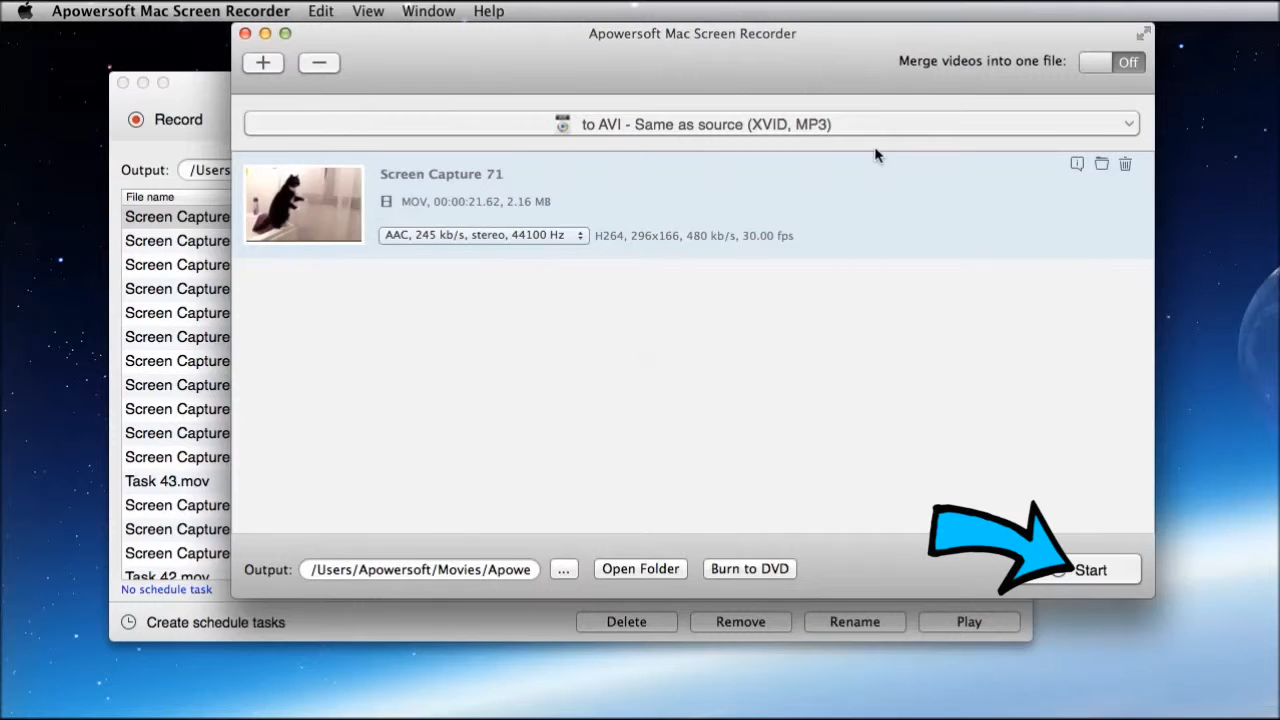 Apowersoft Mac Screen Recorder Edit View Window Help
Apowersoft Mac Screen Recorder
+ − Merge videos into one file: Off
to AVI - Same as source (XVID, MP3)
Record
Output: /Users
File name
Screen Capture 71
MOV, 00:00:21.62, 2.16 MB
AAC, 245 kb/s, stereo, 44100 Hz H264, 296x166, 480 kb/s, 30.00 fps
Screen Capture
Screen Capture
Screen Capture
Screen Capture
Screen Capture
Screen Capture
Screen Capture
Screen Capture
Screen Capture
Screen Capture
Screen Capture
Task 43.mov
Screen Capture
Screen Capture
Screen Capture
Task 42.mov
No schedule task
Output: /Users/Apowersoft/Movies/Apowe ... Open Folder Burn to DVD Start
Create schedule tasks Delete Remove Rename Play